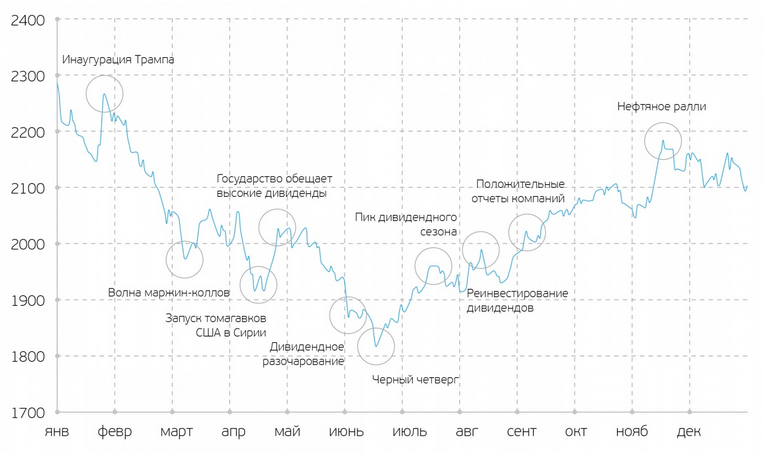 2400
Инаугурация Трампа
2300
Нефтяное ралли
2200
Государство обещает
высокие дивиденды
Положительные
отчеты компаний
2100
Пик дивидендного
сезона
2000
Волна маржин-коллов
Реинвестирование
дивидендов
1900
Запуск томагавков
США в Сирии
Дивидендное
разочарование
1800
Черный четверг
1700
янв февр март апр май июнь июль авг сент окт нояб дек